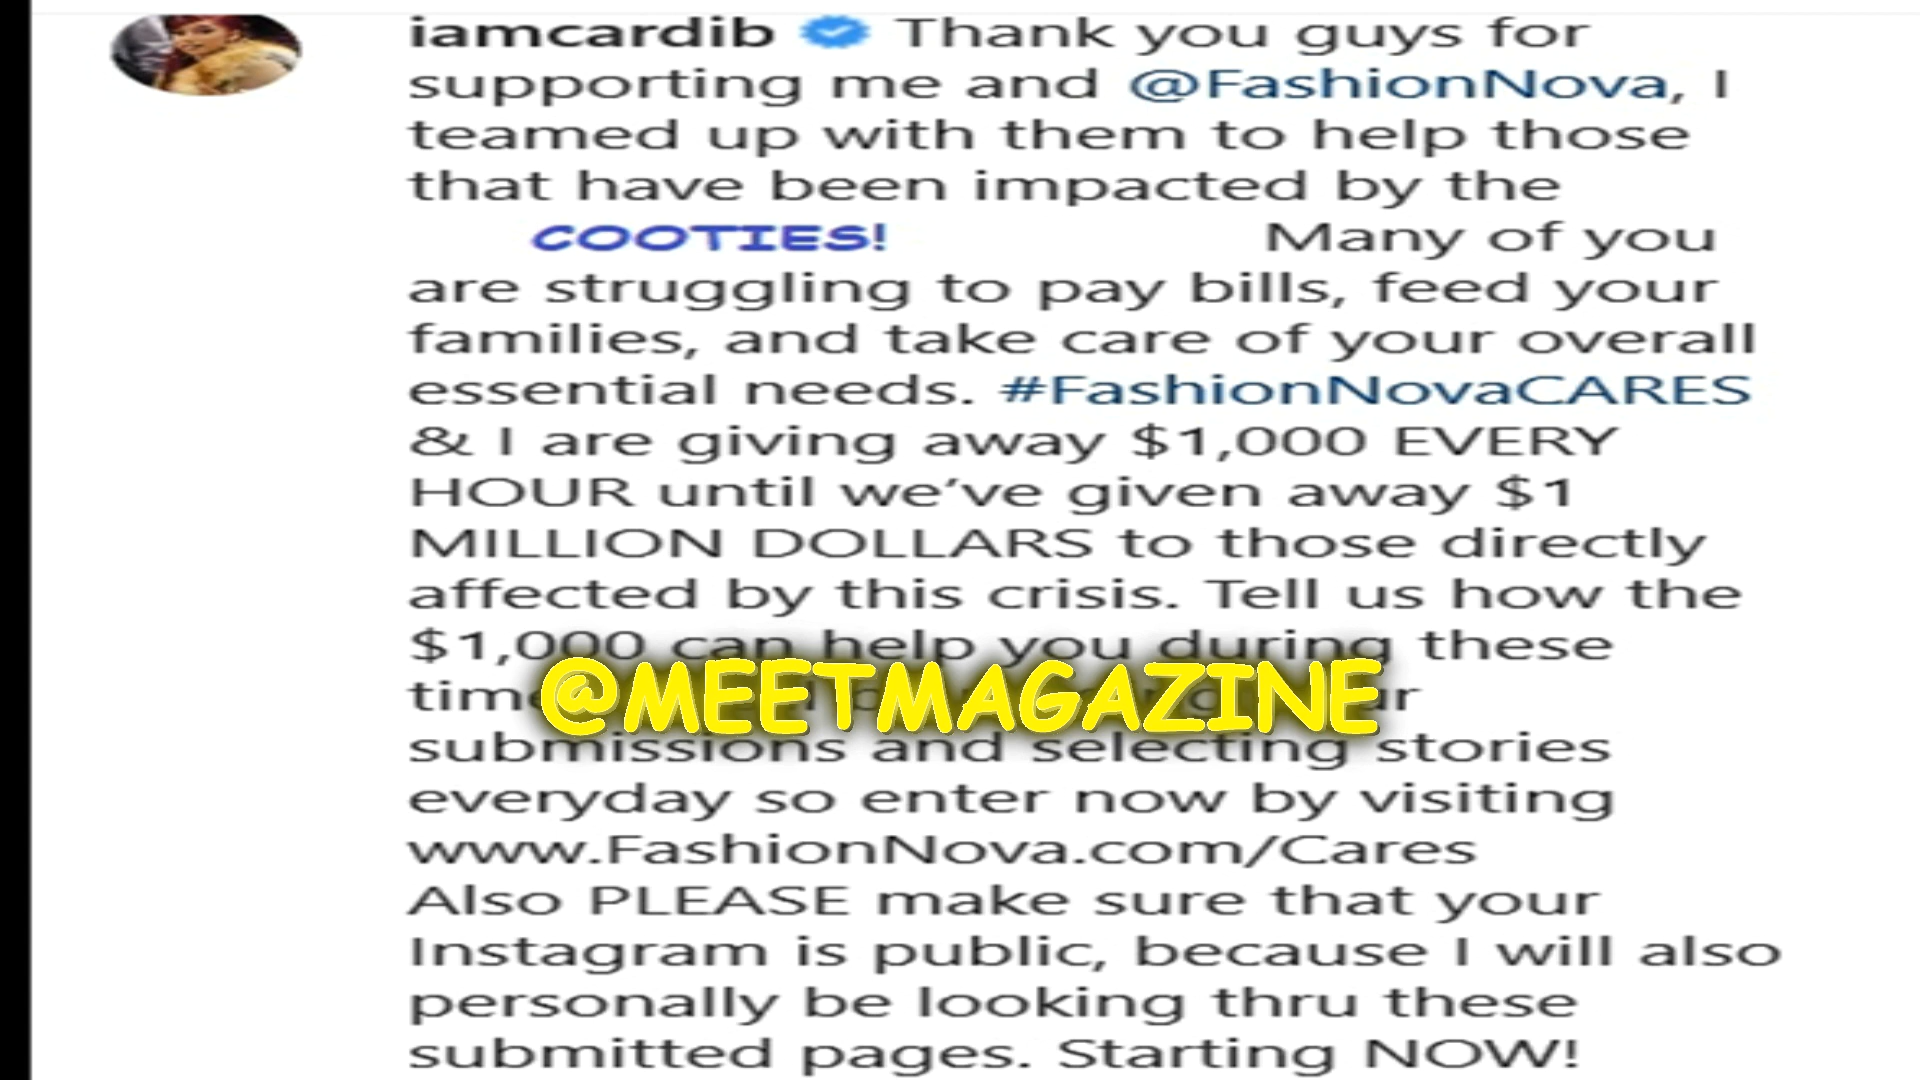 iamcardib Thank you guys for
supporting me and @FashionNova, I
teamed up with them to help those
that have been impacted by the
COOTIES! Many of you
are struggling to pay bills, feed your
families, and take care of your overall
essential needs. #FashionNovaCARES
& I are giving away $1,000 EVERY
HOUR until we've given away $1
MILLION DOLLARS to those directly
affected by this crisis. Tell us how the
$1,000 can help you during these
@MEETMAGAZINE
submissions and selecting stories
everyday so enter now by visiting
www.FashionNova.com/Cares
Also PLEASE make sure that your
Instagram is public, because I will also
personally be looking thru these
submitted pages. Starting NOW!